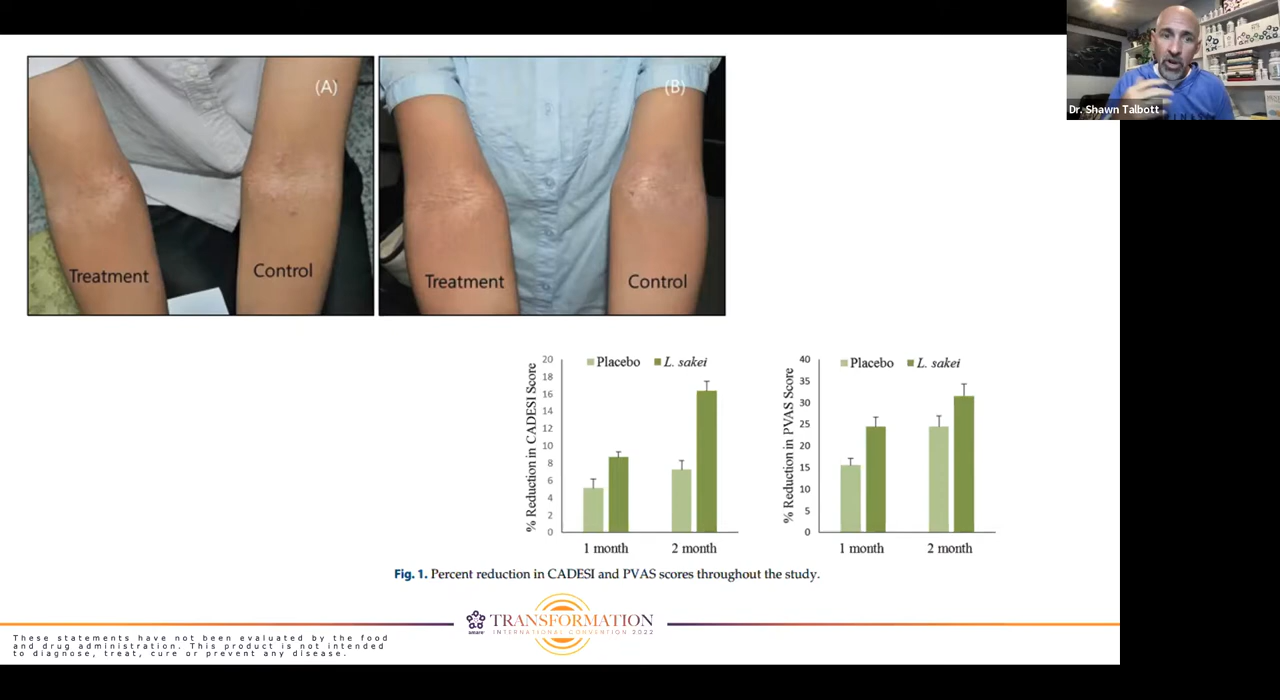 Dr. Shawn Talbott
(A)
(B)
Treatment
Control
Treatment
Control
% Reduction in CADESI Score
20
18
16
14
12
10
8
6
4
2
0
Placebo L. sakei
1 month 2 month
% Reduction in PVAS Score
40
35
30
25
20
15
10
5
0
Placebo L. sakei
1 month 2 month
Fig. 1. Percent reduction in CADESI and PVAS scores throughout the study.
amare
TRANSFORMATION
INTERNATIONAL CONVENTION 2022
These statements have not been evaluated by the food
and drug administration. This product is not intended
to diagnose, treat, cure or prevent any disease.